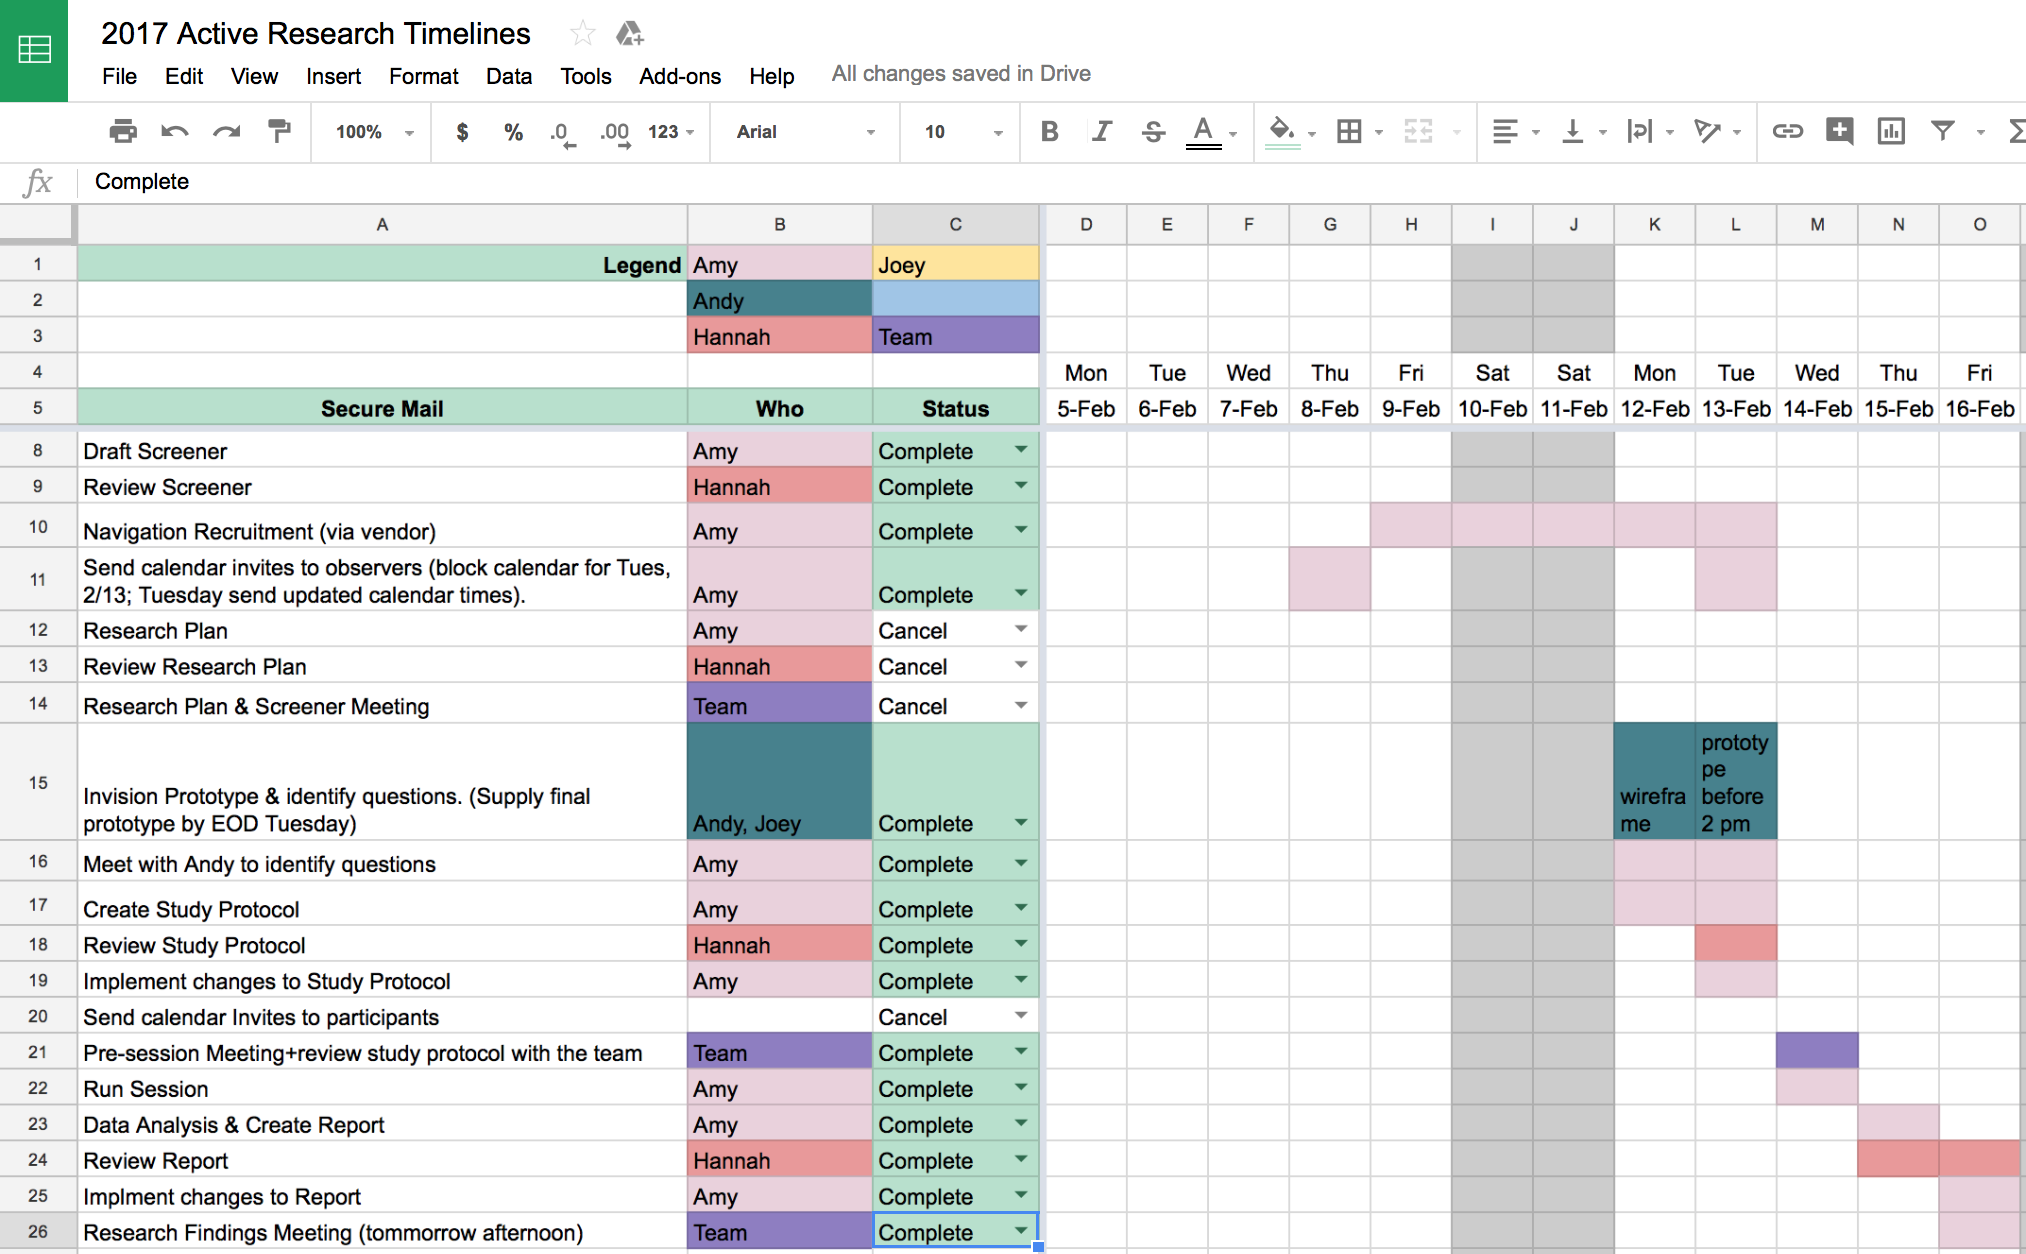 2017 Active Research Timelines
File Edit View Insert Format Data Tools Add-ons Help All changes saved in Drive
100% $ % .0 .00 123 Arial 10 B I S A Σ
fx Complete
A B C D E F G H I J K L M N O
1 Legend Amy Joey
2 Andy
3 Hannah Team
4 Mon Tue Wed Thu Fri Sat Sat Mon Tue Wed Thu Fri
5 Secure Mail Who Status 5-Feb 6-Feb 7-Feb 8-Feb 9-Feb 10-Feb 11-Feb 12-Feb 13-Feb 14-Feb 15-Feb 16-Feb
8 Draft Screener Amy Complete
9 Review Screener Hannah Complete
10 Navigation Recruitment (via vendor) Amy Complete
11 Send calendar invites to observers (block calendar for Tues,
2/13; Tuesday send updated calendar times). Amy Complete
12 Research Plan Amy Cancel
13 Review Research Plan Hannah Cancel
14 Research Plan & Screener Meeting Team Cancel
prototy
15 pe
Invision Prototype & identify questions. (Supply final wirefra before
prototype by EOD Tuesday) Andy, Joey Complete me 2 pm
16 Meet with Andy to identify questions Amy Complete
17 Create Study Protocol Amy Complete
18 Review Study Protocol Hannah Complete
19 Implement changes to Study Protocol Amy Complete
20 Send calendar Invites to participants Cancel
21 Pre-session Meeting+review study protocol with the team Team Complete
22 Run Session Amy Complete
23 Data Analysis & Create Report Amy Complete
24 Review Report Hannah Complete
25 Implment changes to Report Amy Complete
26 Research Findings Meeting (tommorrow afternoon) Team Complete